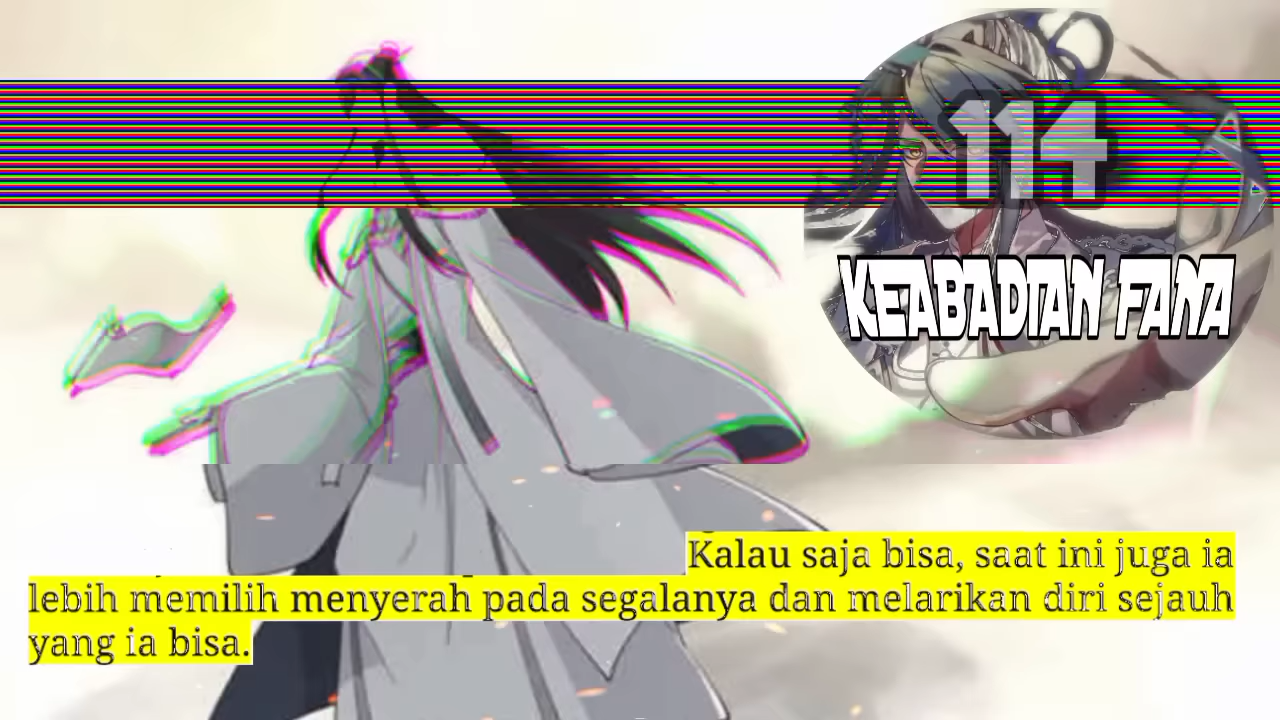 114
KEABADIAN FANA
Kalau saja bisa, saat ini juga ia
lebih memilih menyerah pada segalanya dan melarikan diri sejauh
yang ia bisa.